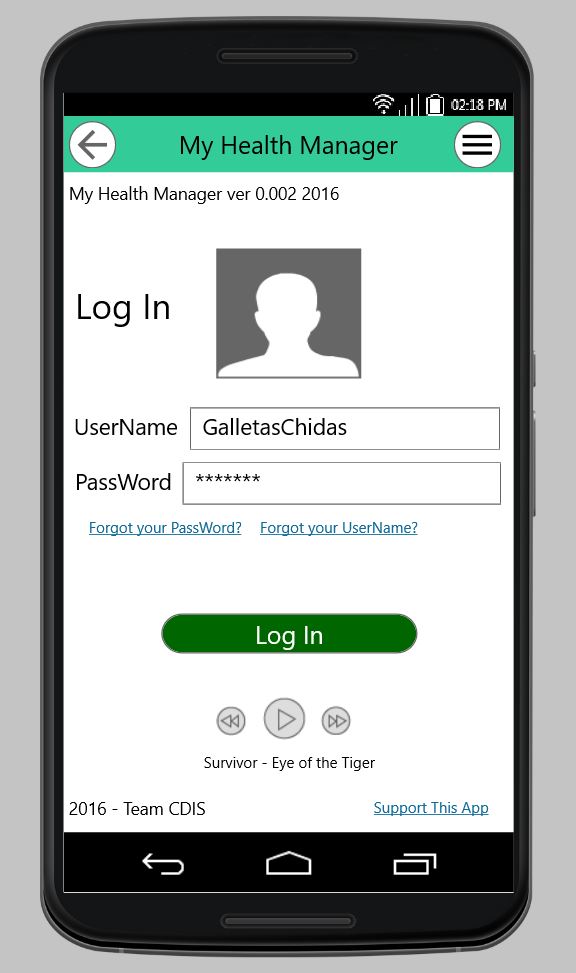 02:18 PM
My Health Manager
My Health Manager ver 0.002 2016
Log In
UserName GalletasChidas
PassWord *******
Forgot your PassWord? Forgot your UserName?
Log In
Survivor - Eye of the Tiger
2016 - Team CDIS Support This App